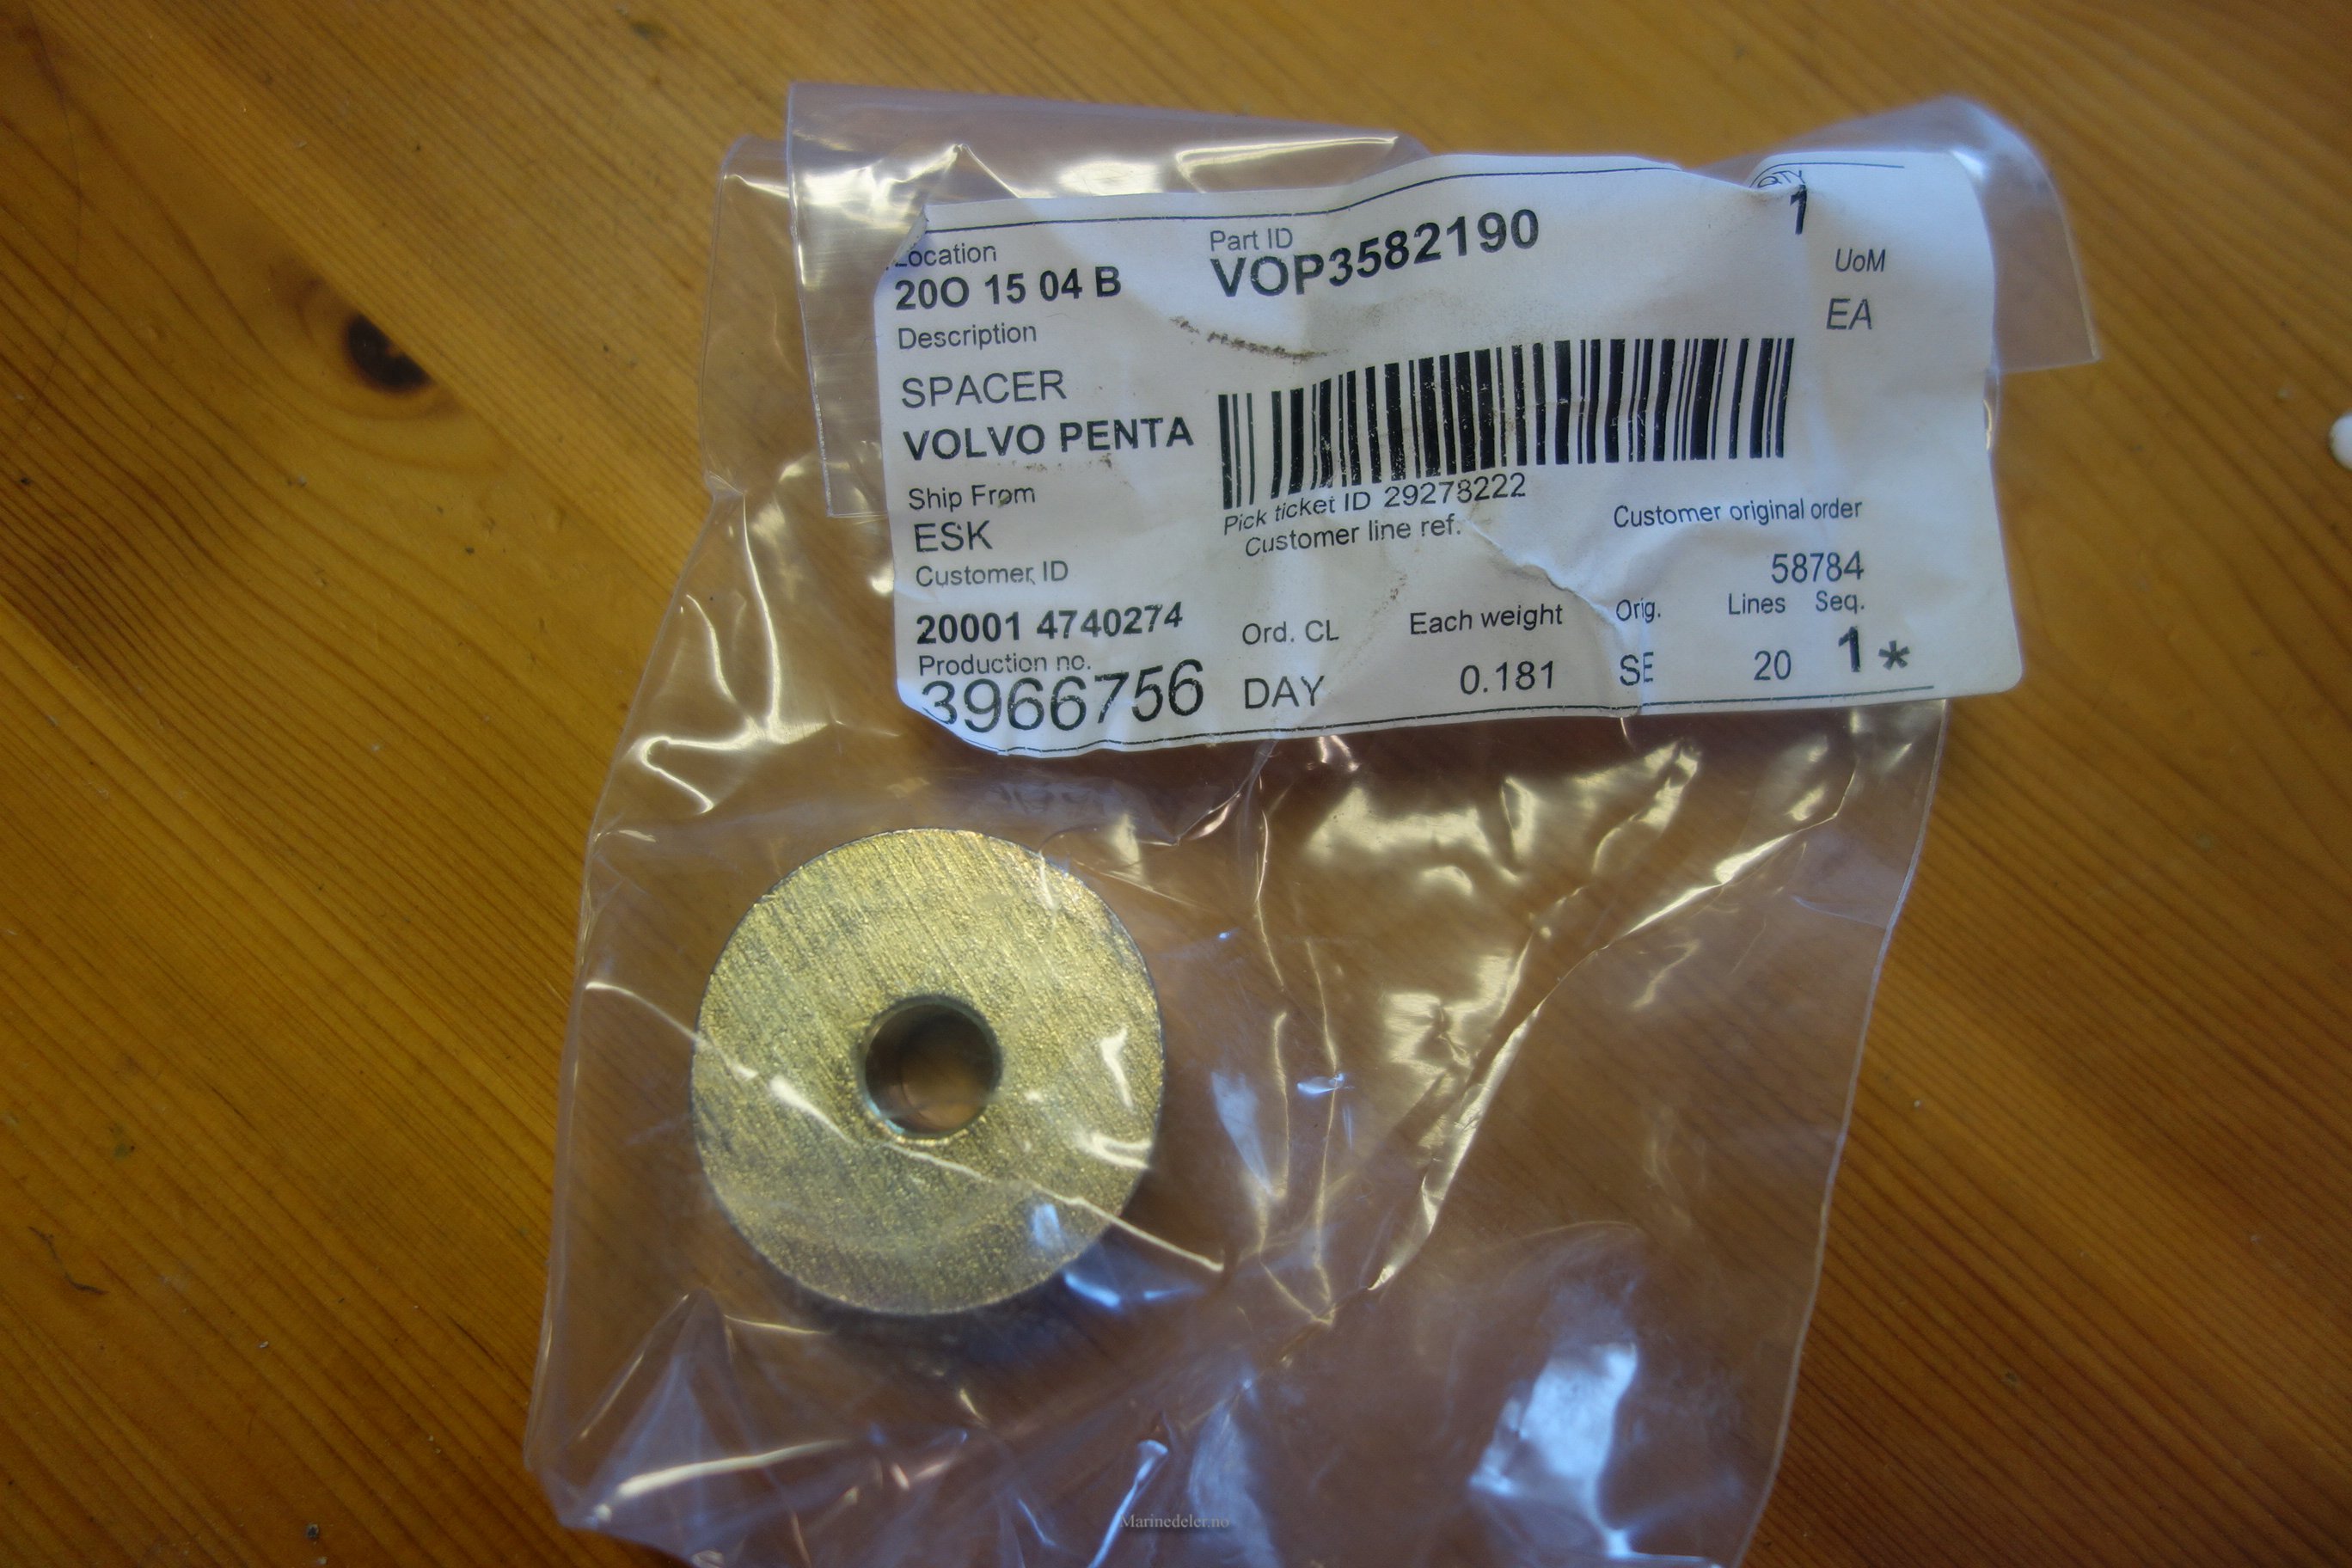 Location
Part ID
QTY
20O 15 04 B
VOP3582190
1
UoM
Description
EA
SPACER
VOLVO PENTA
Ship From
Pick ticket ID 29278222
ESK
Customer line ref.
Customer original order
Customer ID
58784
20001 4740274
Ord. CL
Each weight
Orig.
Lines
Seq.
Production no.
3966756
DAY
0.181
SE
20
1*
Marinedeler.no